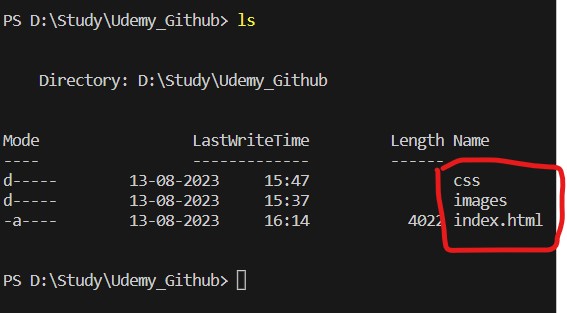 PS D:\Study\Udemy_Github> ls
Directory: D:\Study\Udemy_Github
Mode LastWriteTime Length Name
---- ------------- ------ ----
d----- 13-08-2023 15:47 css
d----- 13-08-2023 15:37 images
-a---- 13-08-2023 16:14 4022 index.html
PS D:\Study\Udemy_Github>